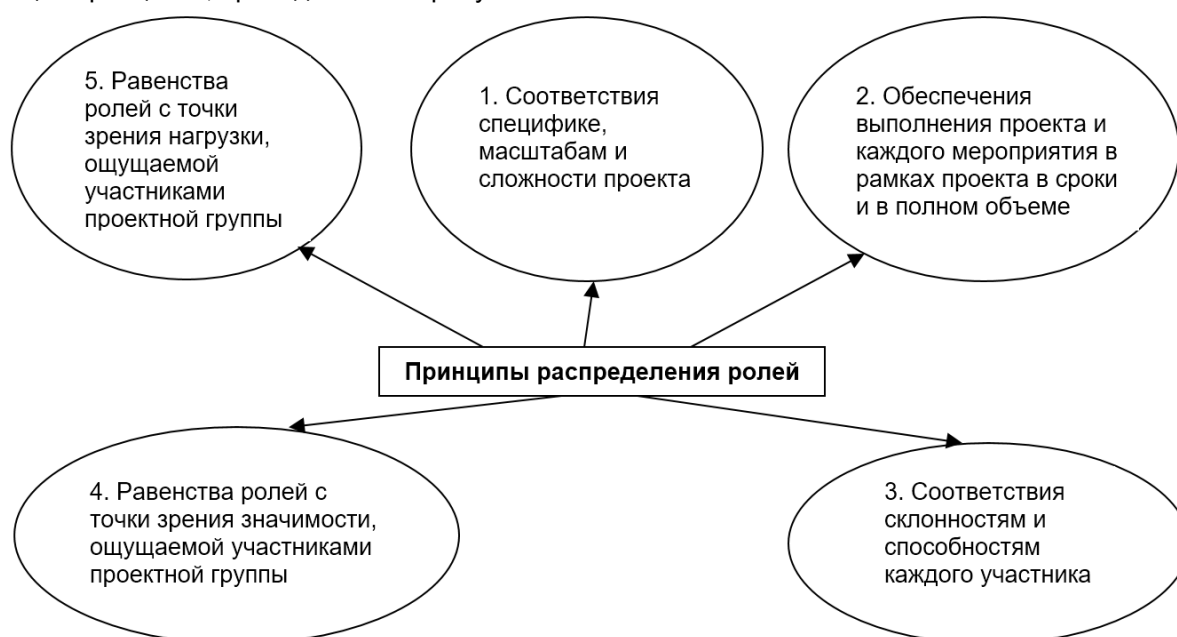 5. Равенства
ролей с точки
зрения нагрузки,
ощущаемой
участниками
проектной группы
1. Соответствия
специфике,
масштабам и
сложности проекта
2. Обеспечения
выполнения проекта и
каждого мероприятия в
рамках проекта в сроки
и в полном объеме
Принципы распределения ролей
4. Равенства ролей с
точки зрения значимости,
ощущаемой участниками
проектной группы
3. Соответствия
склонностям и
способностям
каждого участника